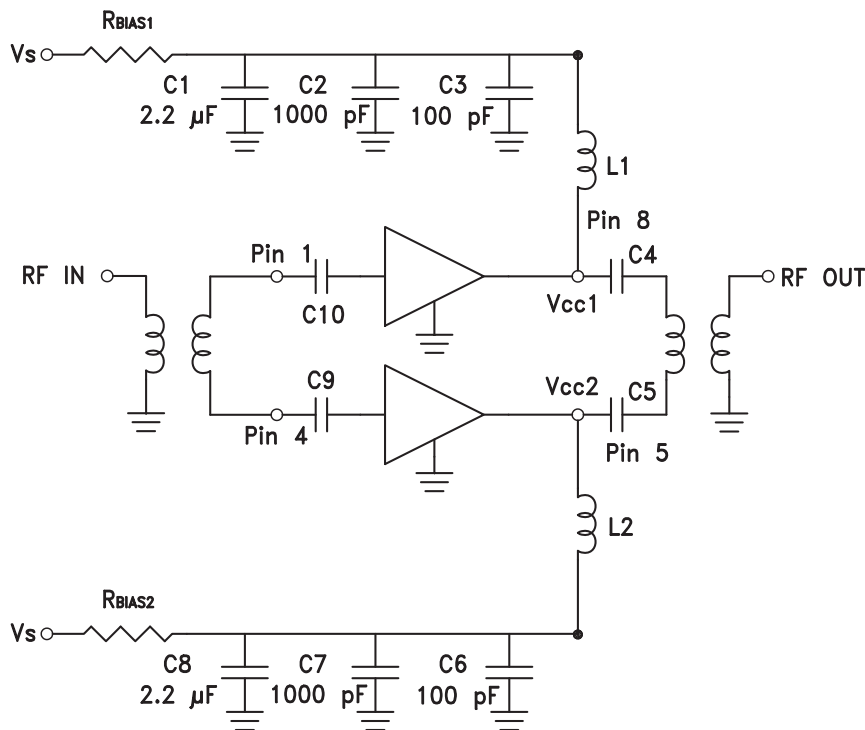 RBIAS1
Vs
C1
2.2 µF
C2
1000 pF
C3
100 pF
L1
Pin 8
Pin 1
C4
RF IN
RF OUT
C10
Vcc1
C9
Vcc2
C5
Pin 4
Pin 5
L2
RBIAS2
Vs
C8
2.2 µF
C7
1000 pF
C6
100 pF